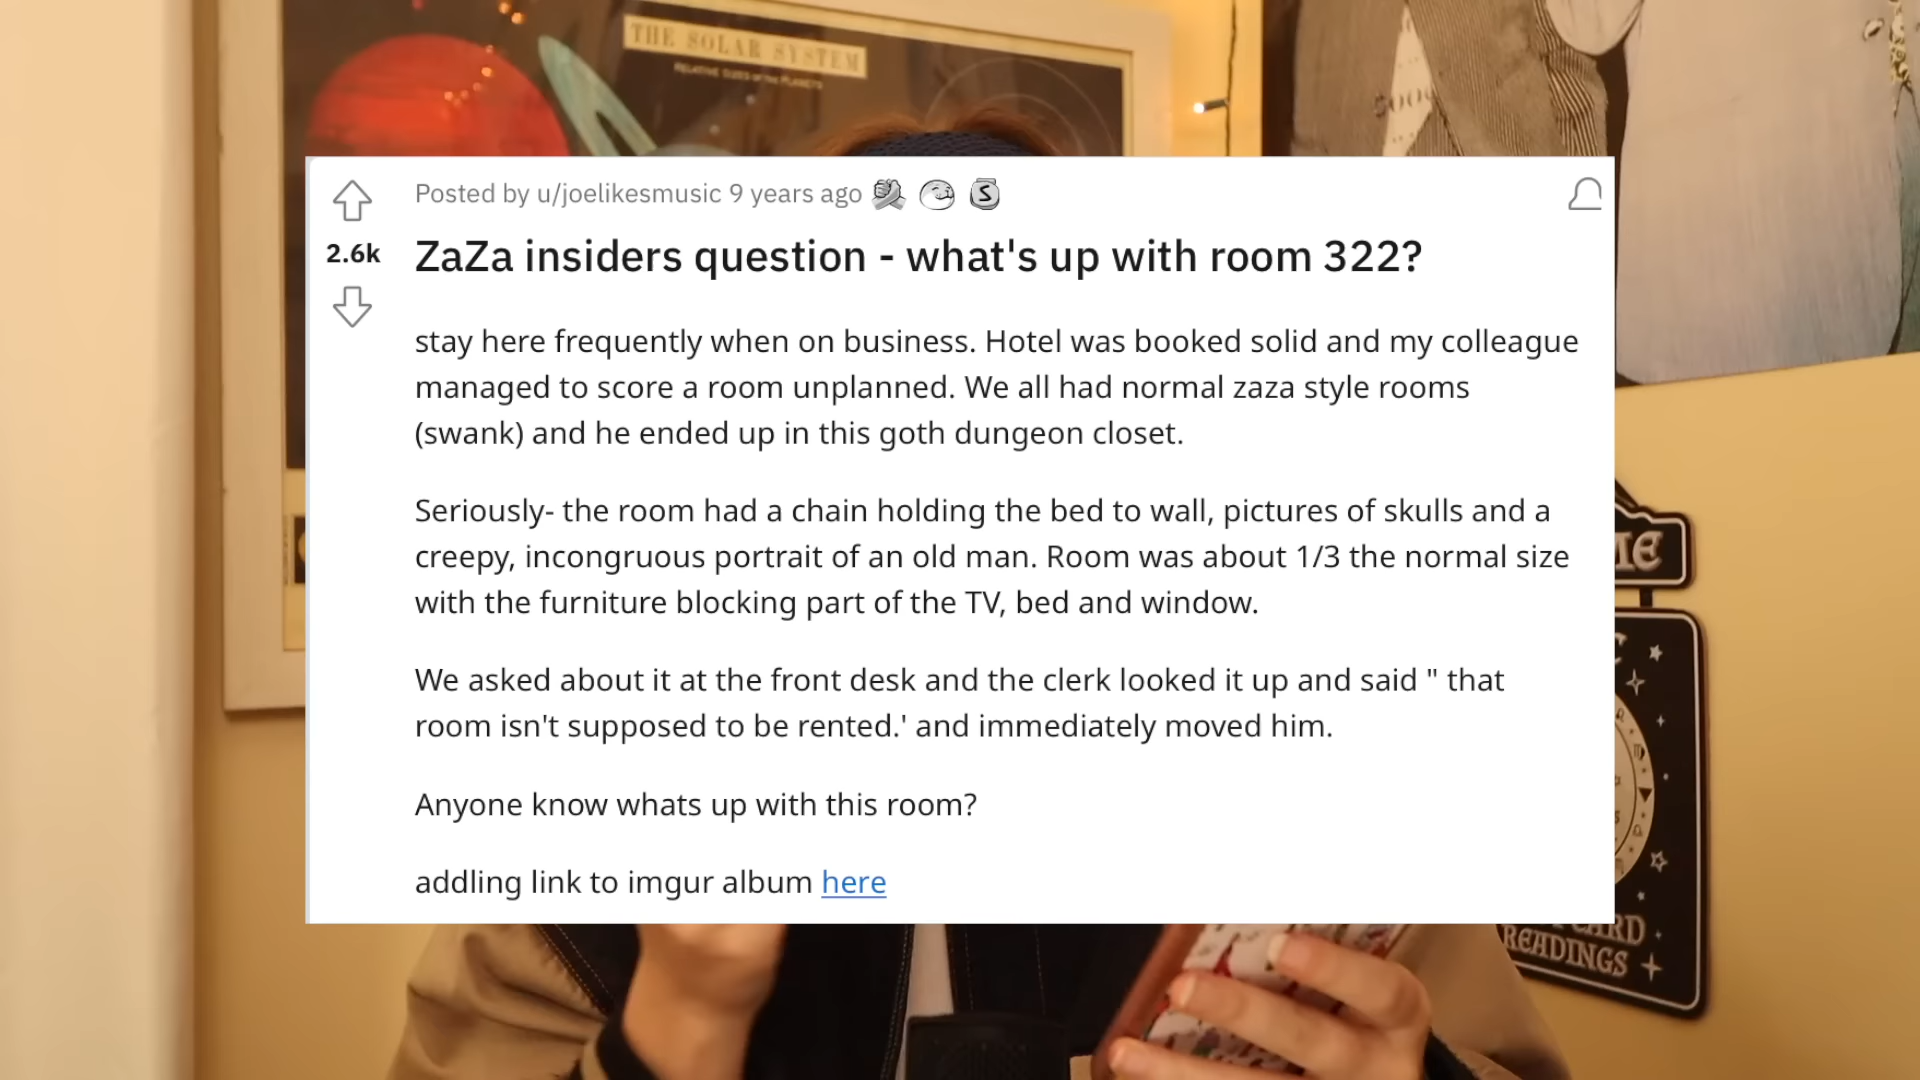 THE SOLAR SYSTEM
RELATIVE SIZES OF THE PLANETS
Posted by u/joelikesmusic 9 years ago
2.6k
ZaZa insiders question - what's up with room 322?
stay here frequently when on business. Hotel was booked solid and my colleague
managed to score a room unplanned. We all had normal zaza style rooms
(swank) and he ended up in this goth dungeon closet.
Seriously- the room had a chain holding the bed to wall, pictures of skulls and a
creepy, incongruous portrait of an old man. Room was about 1/3 the normal size
with the furniture blocking part of the TV, bed and window.
We asked about it at the front desk and the clerk looked it up and said " that
room isn't supposed to be rented.' and immediately moved him.
Anyone know whats up with this room?
addling link to imgur album here
READINGS